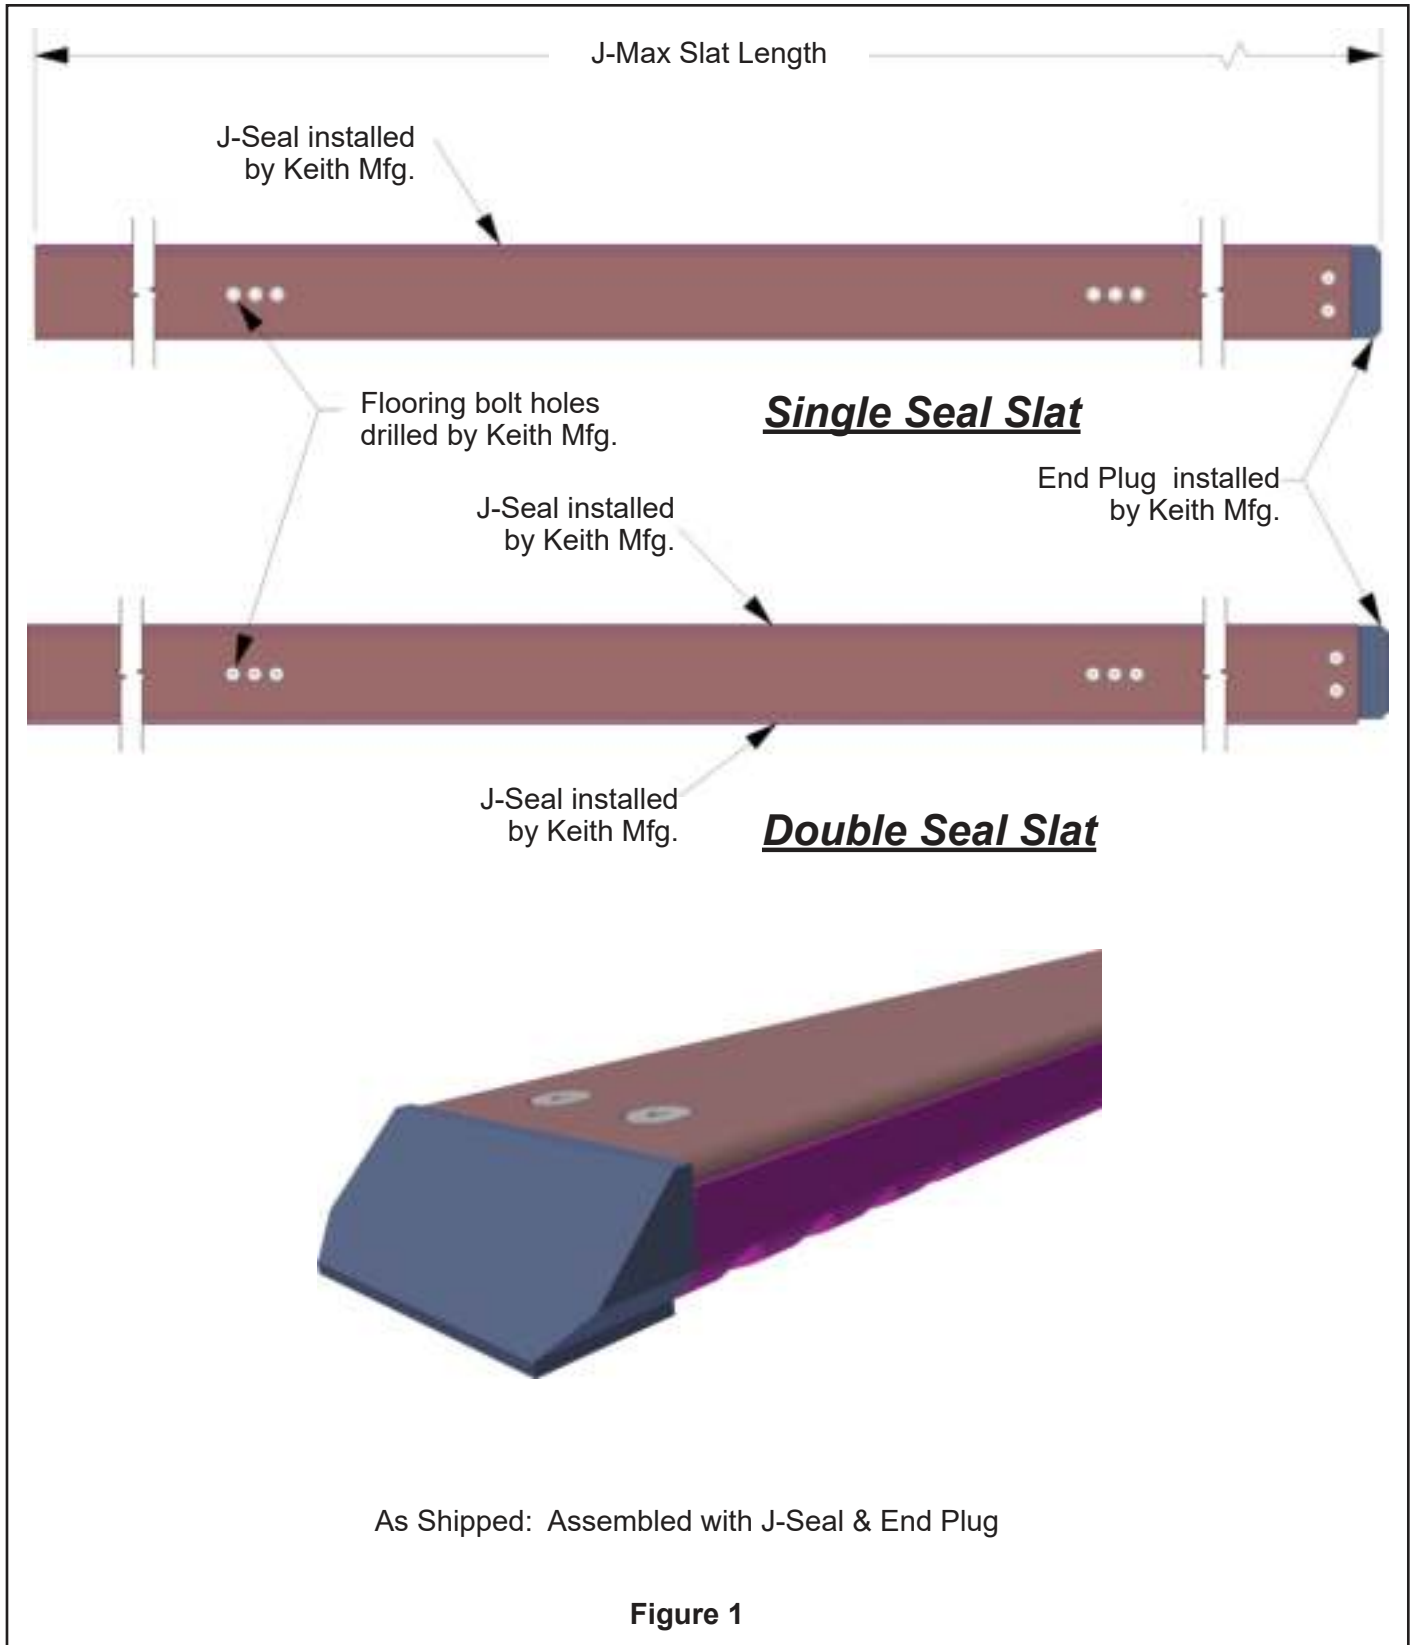 J-Max Slat Length
J-Seal installed
by Keith Mfg.
Flooring bolt holes
drilled by Keith Mfg.
Single Seal Slat
End Plug  installed
by Keith Mfg.
J-Seal installed
by Keith Mfg.
J-Seal installed
by Keith Mfg.
Double Seal Slat
As Shipped:  Assembled with J-Seal & End Plug
Figure 1